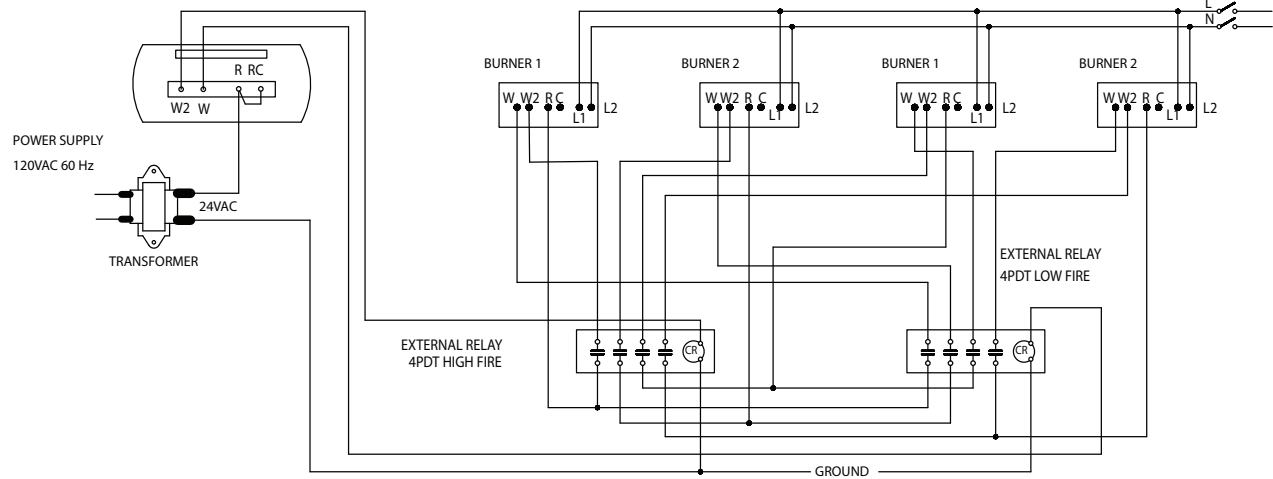 L
N
R RC
W2 W
POWER SUPPLY
120VAC 60 Hz
24VAC
TRANSFORMER
BURNER 1
W W2 R C
L1
L2
BURNER 2
W W2 R C
L1
L2
BURNER 1
W W2 R C
L1
L2
BURNER 2
W W2 R C
L1
L2
EXTERNAL RELAY
4PDT LOW FIRE
EXTERNAL RELAY
4PDT HIGH FIRE
CR
CR
GROUND